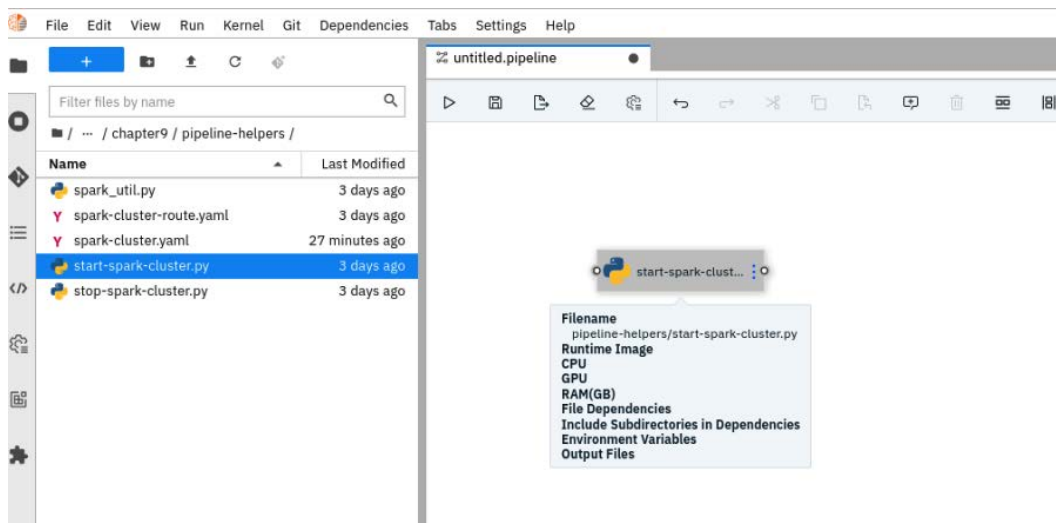 File Edit View Run Kernel Git Dependencies Tabs Settings Help
untitled.pipeline
Filter files by name
/ ··· / chapter9 / pipeline-helpers /
Name Last Modified
spark_util.py 3 days ago
spark-cluster-route.yaml 3 days ago
spark-cluster.yaml 27 minutes ago
start-spark-cluster.py 3 days ago
stop-spark-cluster.py 3 days ago
start-spark-clust...
Filename
pipeline-helpers/start-spark-cluster.py
Runtime Image
CPU
GPU
RAM(GB)
File Dependencies
Include Subdirectories in Dependencies
Environment Variables
Output Files